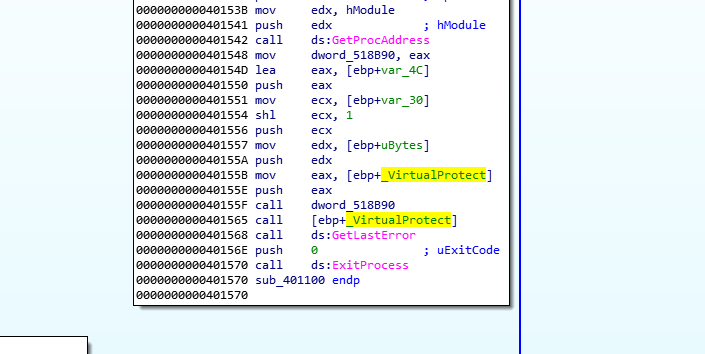 000000000040153B mov edx, hModule
0000000000401541 push edx ; hModule
0000000000401542 call ds:GetProcAddress
0000000000401548 mov dword_518B90, eax
000000000040154D lea eax, [ebp+var_4C]
0000000000401550 push eax
0000000000401551 mov ecx, [ebp+var_30]
0000000000401554 shl ecx, 1
0000000000401556 push ecx
0000000000401557 mov edx, [ebp+uBytes]
000000000040155A push edx
000000000040155B mov eax, [ebp+_VirtualProtect]
000000000040155E push eax
000000000040155F call dword_518B90
0000000000401565 call [ebp+_VirtualProtect]
0000000000401568 call ds:GetLastError
000000000040156E push 0 ; uExitCode
0000000000401570 call ds:ExitProcess
0000000000401570 sub_401100 endp
0000000000401570